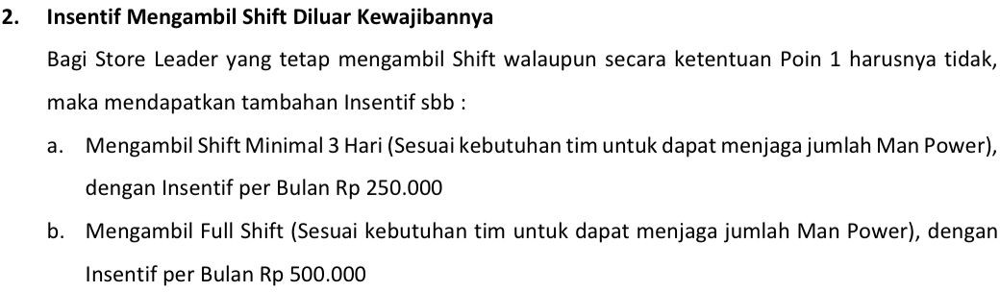 2. Insentif Mengambil Shift Diluar Kewajibannya
Bagi Store Leader yang tetap mengambil Shift walaupun secara ketentuan Poin 1 harusnya tidak,
maka mendapatkan tambahan Insentif sbb :
a. Mengambil Shift Minimal 3 Hari (Sesuai kebutuhan tim untuk dapat menjaga jumlah Man Power),
dengan Insentif per Bulan Rp 250.000
b. Mengambil Full Shift (Sesuai kebutuhan tim untuk dapat menjaga jumlah Man Power), dengan
Insentif per Bulan Rp 500.000